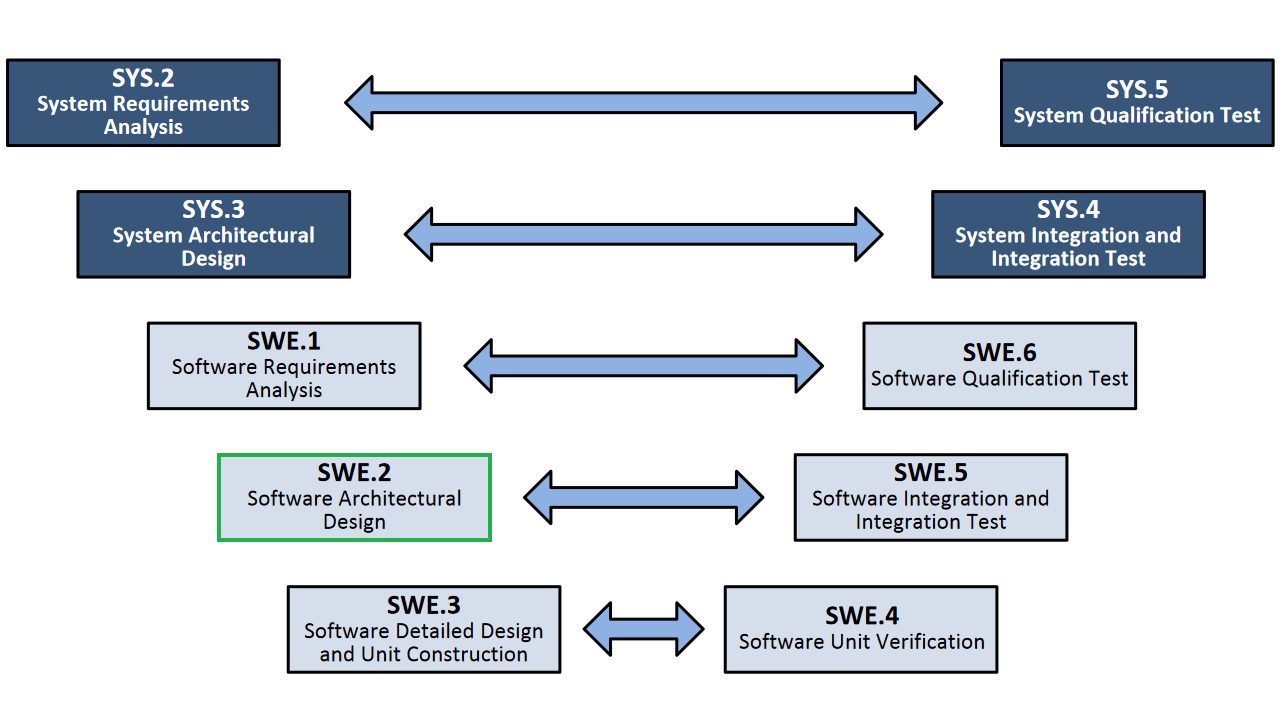 SYS.2
System Requirements
Analysis
SYS.5
System Qualification Test
SYS.3
System Architectural
Design
SYS.4
System Integration and
Integration Test
SWE.1
Software Requirements
Analysis
SWE.6
Software Qualification Test
SWE.2
Software Architectural
Design
SWE.5
Software Integration and
Integration Test
SWE.3
Software Detailed Design
and Unit Construction
SWE.4
Software Unit Verification